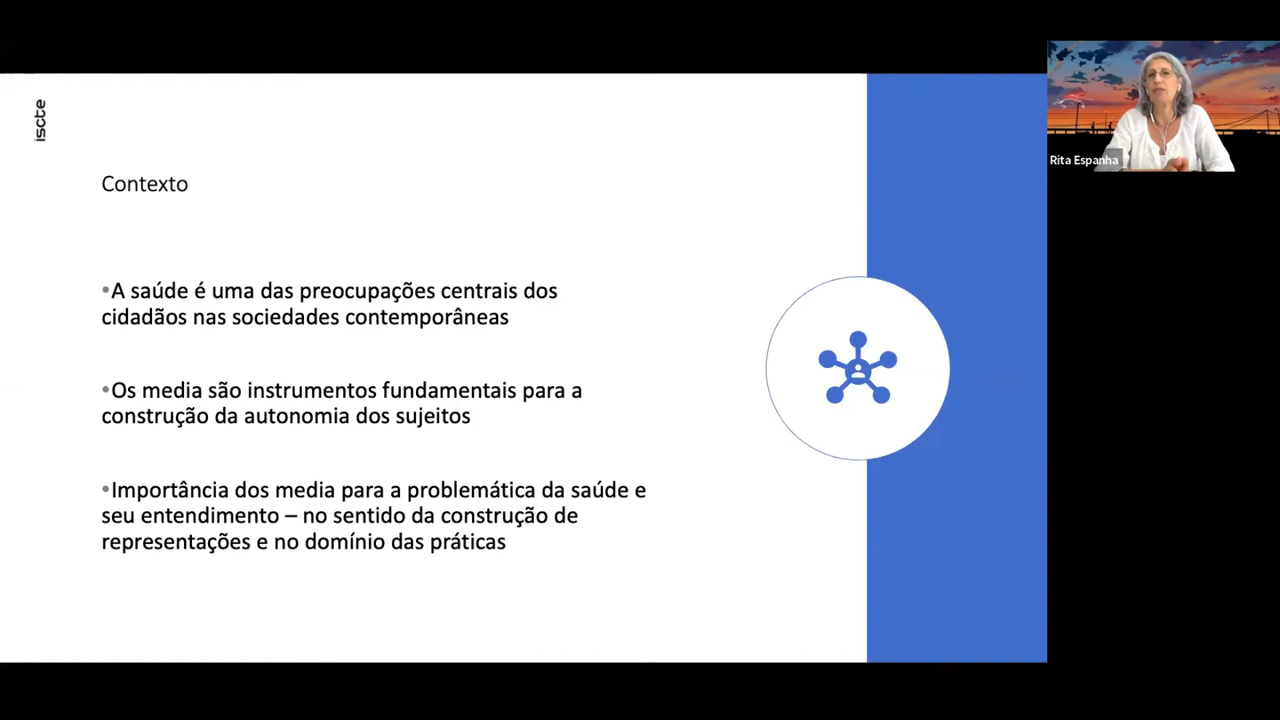 iscte
Contexto
•A saúde é uma das preocupações centrais dos
cidadãos nas sociedades contemporâneas
•Os media são instrumentos fundamentais para a
construção da autonomia dos sujeitos
•Importância dos media para a problemática da saúde e
seu entendimento – no sentido da construção de
representações e no domínio das práticas
Rita Espanha